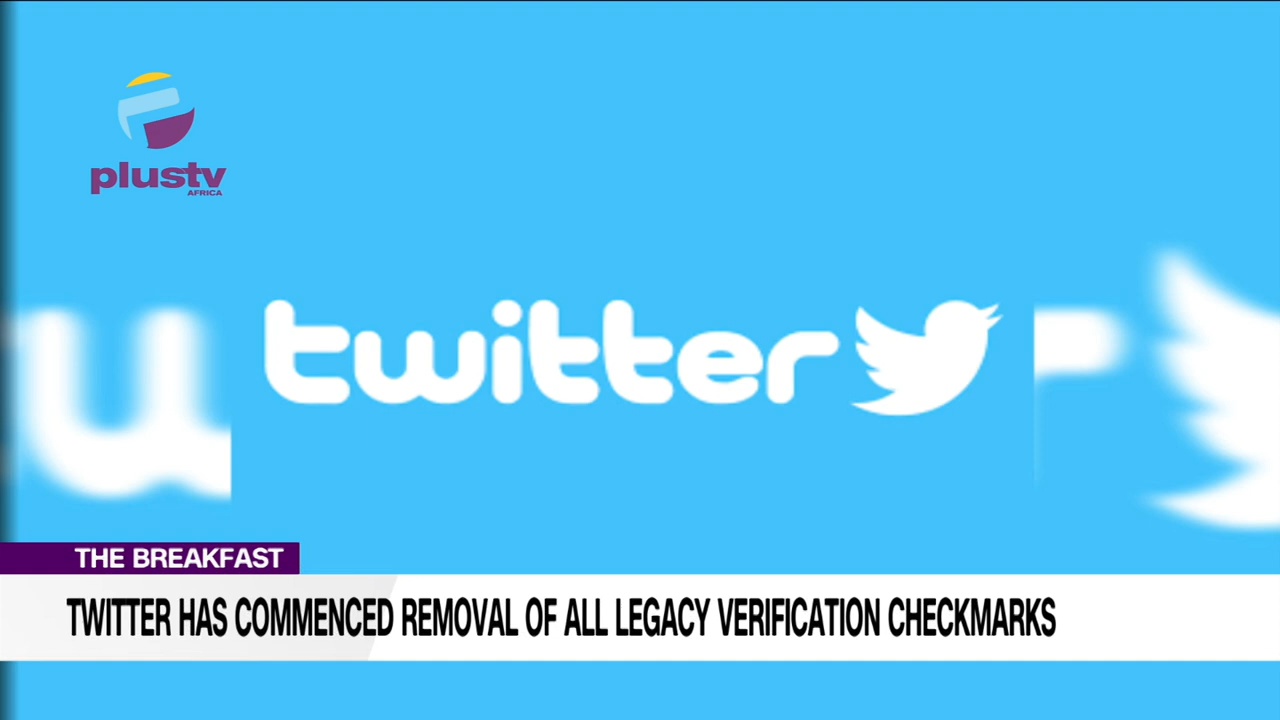 plustv
AFRICA
twitter
THE BREAKFAST
TWITTER HAS COMMENCED REMOVAL OF ALL LEGACY VERIFICATION CHECKMARKS